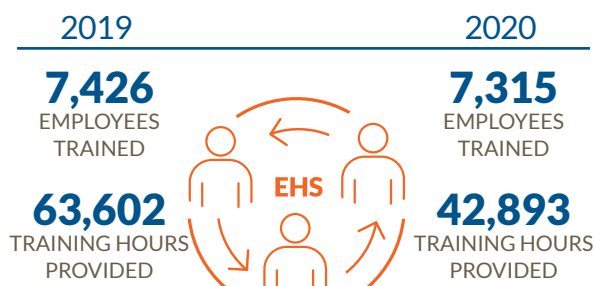 2019
2020
7,426
EMPLOYEES
TRAINED
7,315
EMPLOYEES
TRAINED
EHS
63,602
TRAINING HOURS
PROVIDED
42,893
TRAINING HOURS
PROVIDED